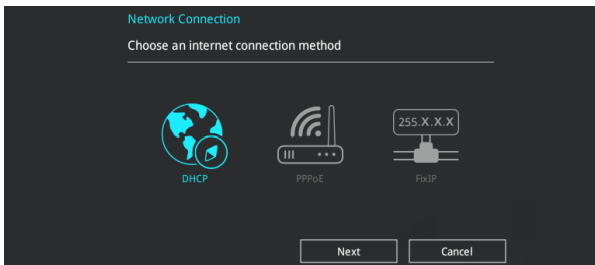 Network Connection
Choose an internet connection method
255.X.X.X
DHCP
PPPoE
FixIP
Next
Cancel